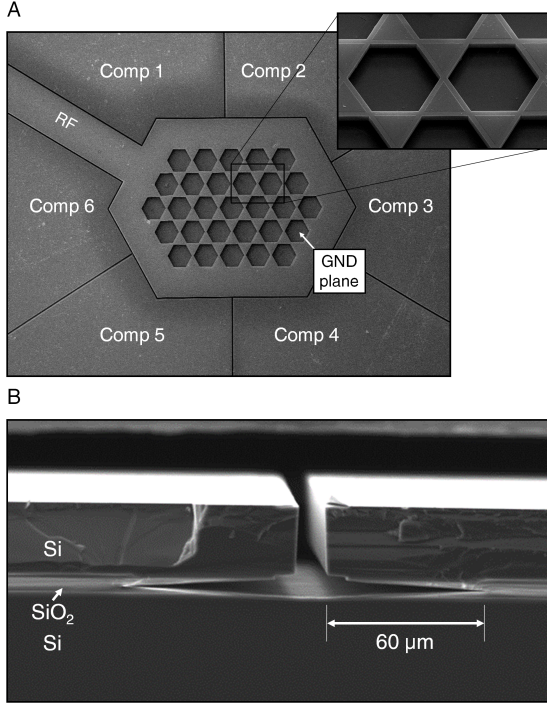 A
Comp 1
Comp 2
RF
Comp 6
Comp 3
GND
plane
Comp 5
Comp 4
B
Si
SiO₂
Si
60 µm